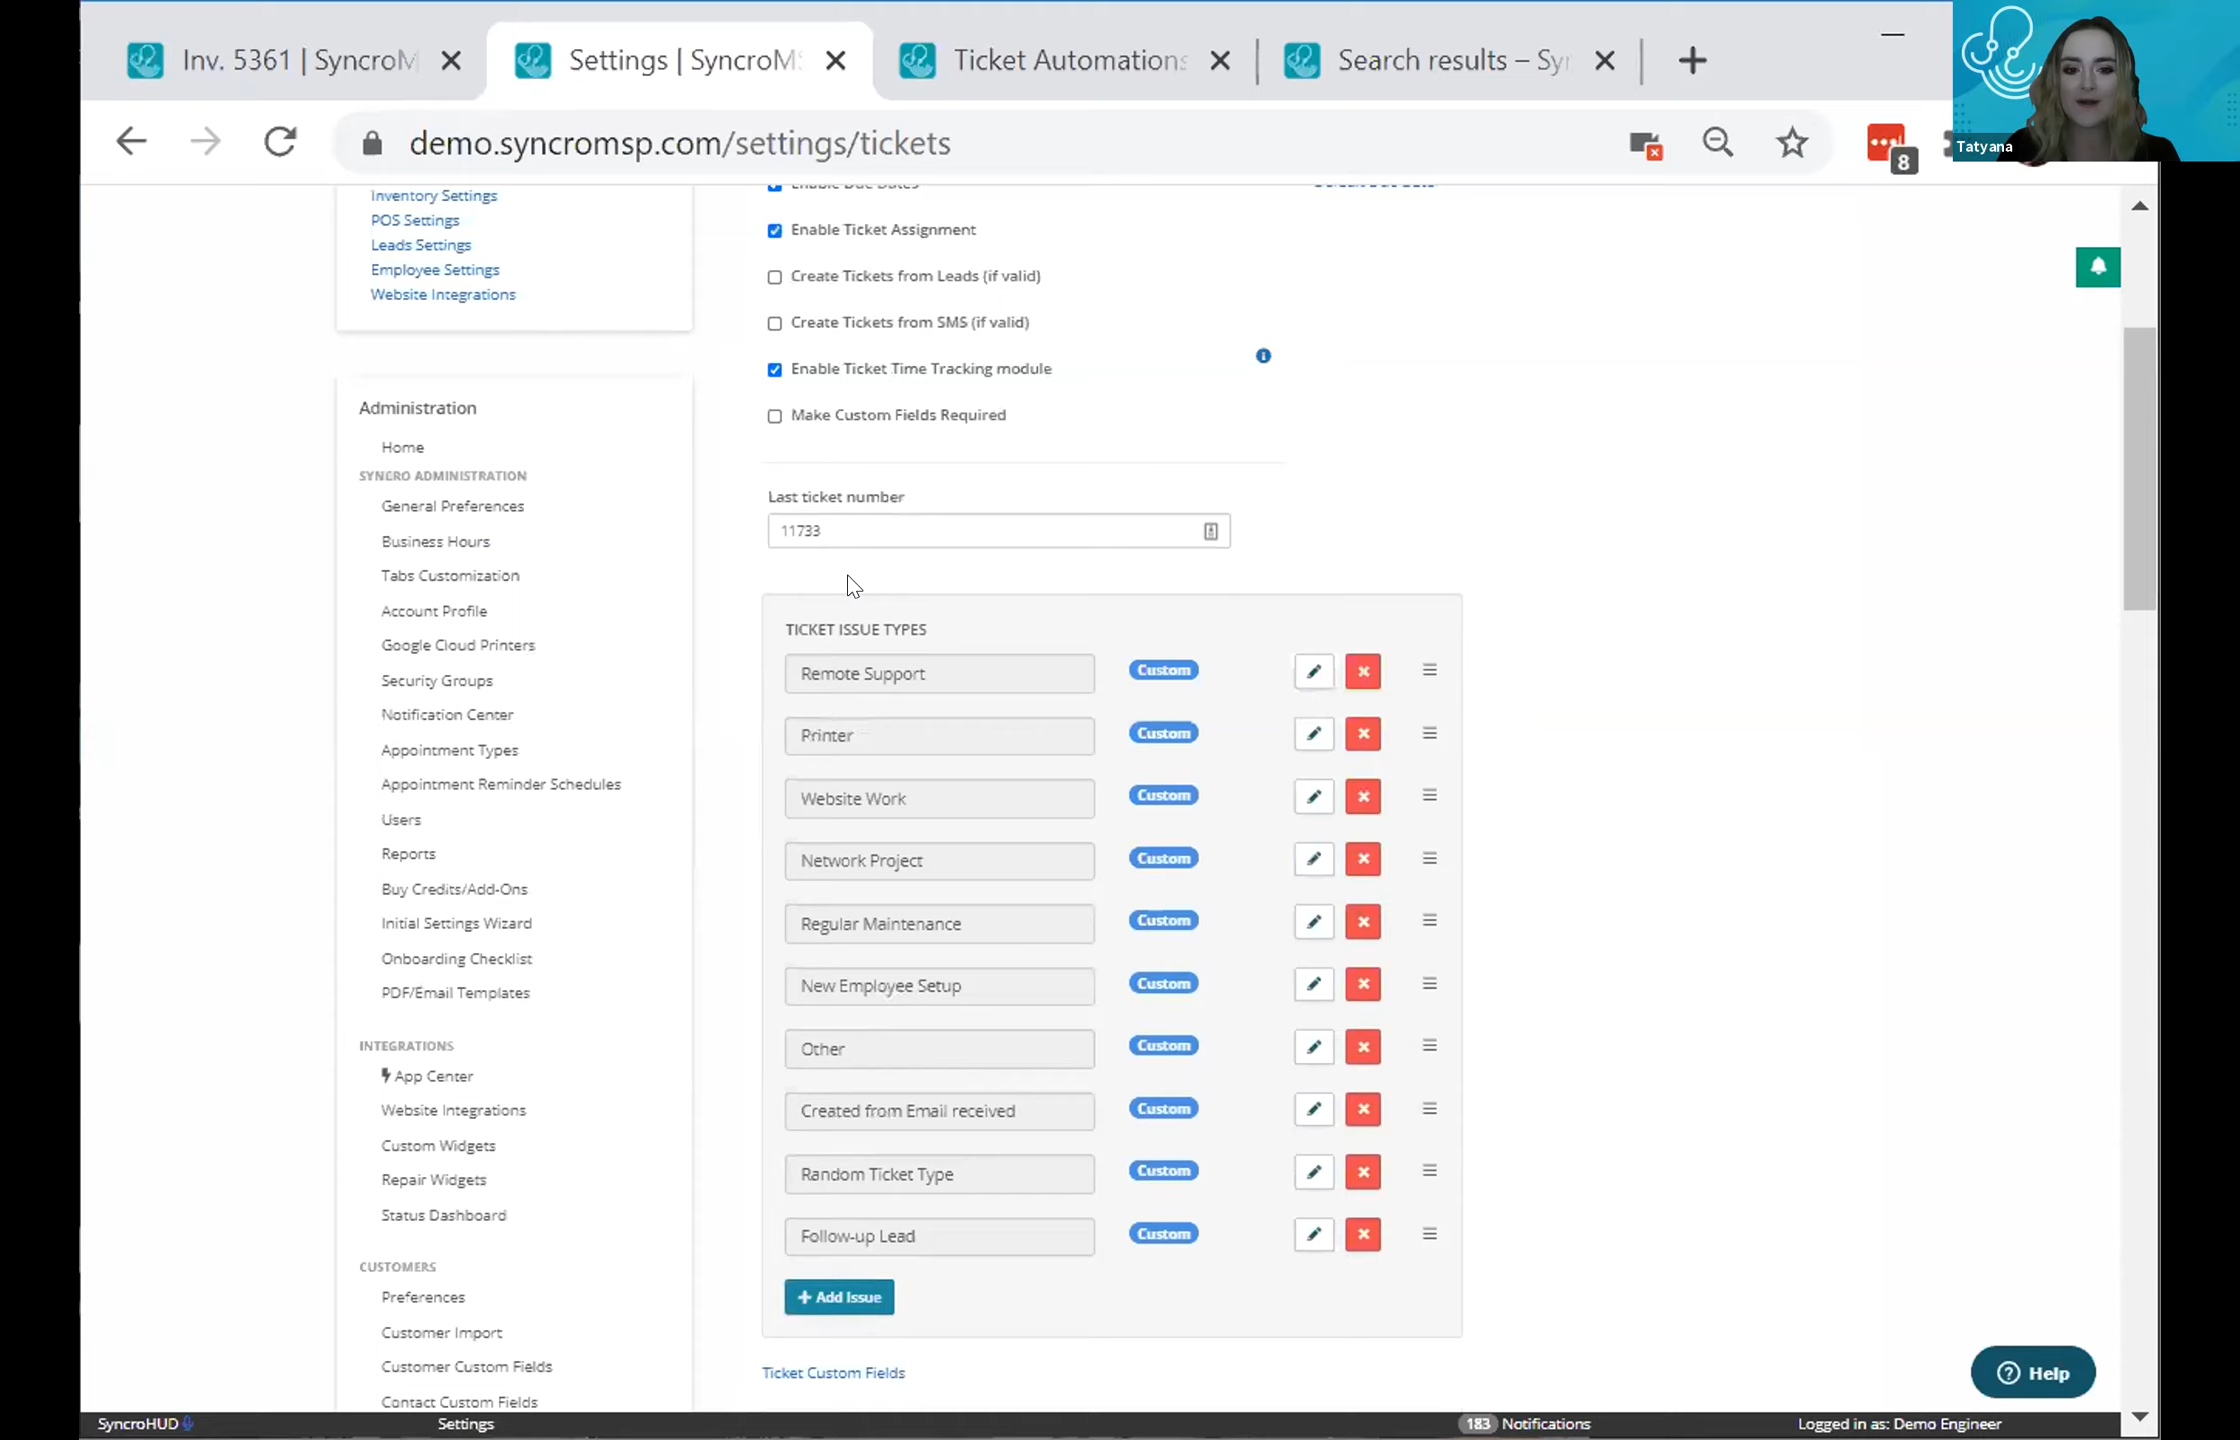 Inv. 5361 | SyncroM
Settings | SyncroMS
Ticket Automations
Search results – Syn
demo.syncromsp.com/settings/tickets
8
Tatyana
Inventory Settings
POS Settings
Leads Settings
Employee Settings
Website Integrations
Administration
Home
SYNCRO ADMINISTRATION
General Preferences
Business Hours
Tabs Customization
Account Profile
Google Cloud Printers
Security Groups
Notification Center
Appointment Types
Appointment Reminder Schedules
Users
Reports
Buy Credits/Add-Ons
Initial Settings Wizard
Onboarding Checklist
PDF/Email Templates
INTEGRATIONS
App Center
Website Integrations
Custom Widgets
Repair Widgets
Status Dashboard
CUSTOMERS
Preferences
Customer Import
Customer Custom Fields
Contact Custom Fields
Enable Due Dates
Enable Ticket Assignment
Create Tickets from Leads (if valid)
Create Tickets from SMS (if valid)
Enable Ticket Time Tracking module
Make Custom Fields Required
Last ticket number
11733
TICKET ISSUE TYPES
Remote Support Custom
Printer Custom
Website Work Custom
Network Project Custom
Regular Maintenance Custom
New Employee Setup Custom
Other Custom
Created from Email received Custom
Random Ticket Type Custom
Follow-up Lead Custom
+ Add Issue
Ticket Custom Fields
Help
SyncroHUD
Settings
183 Notifications
Logged in as: Demo Engineer